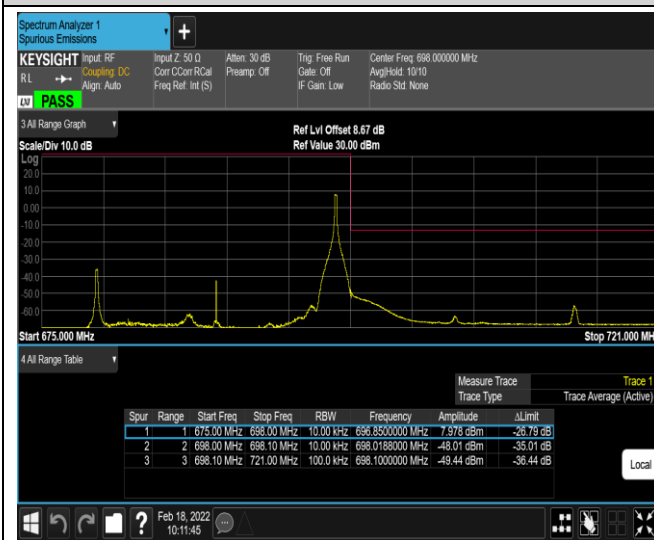 Spectrum Analyzer 1
Spurious Emissions
+
KEYSIGHT Input: RF Input Z: 50 Ω Atten: 30 dB Trig: Free Run Center Freq: 698.000000 MHz
RL Coupling: DC Corr CCorr RCal Preamp: Off Gate: Off Avg|Hold: 10/10
Align: Auto Freq Ref: Int (S) IF Gain: Low Radio Std: None
LXI PASS
3 All Range Graph
Ref Lvl Offset 8.67 dB
Scale/Div 10.0 dB Ref Value 30.00 dBm
Log
20.0
10.0
0.00
-10.0
-20.0
-30.0
-40.0
-50.0
-60.0
Start 675.000 MHz Stop 721.000 MH
4 All Range Table
Measure Trace Trace 1
Trace Type Trace Average (Active)
Spur Range Start Freq Stop Freq RBW Frequency Amplitude ΔLimit
1 1 675.00 MHz 698.00 MHz 10.00 kHz 696.8500000 MHz 7.978 dBm -26.79 dB
2 2 698.00 MHz 698.10 MHz 10.00 kHz 698.0188000 MHz -48.01 dBm -35.01 dB
3 3 698.10 MHz 721.00 MHz 100.0 kHz 698.1000000 MHz -49.44 dBm -36.44 dB
Local
? Feb 18, 2022
10:11:45